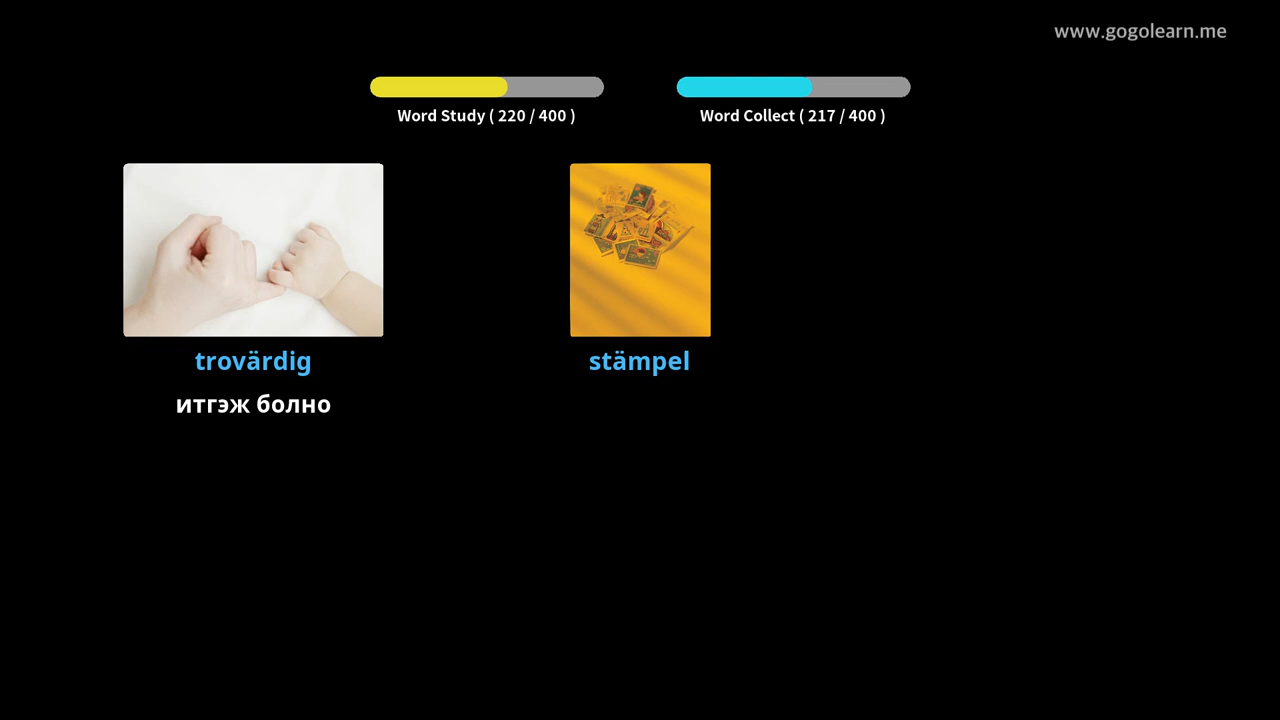 www.gogolearn.me
Word Study ( 220 / 400 )
Word Collect ( 217 / 400 )
trovärdig
stämpel
итгэж болно